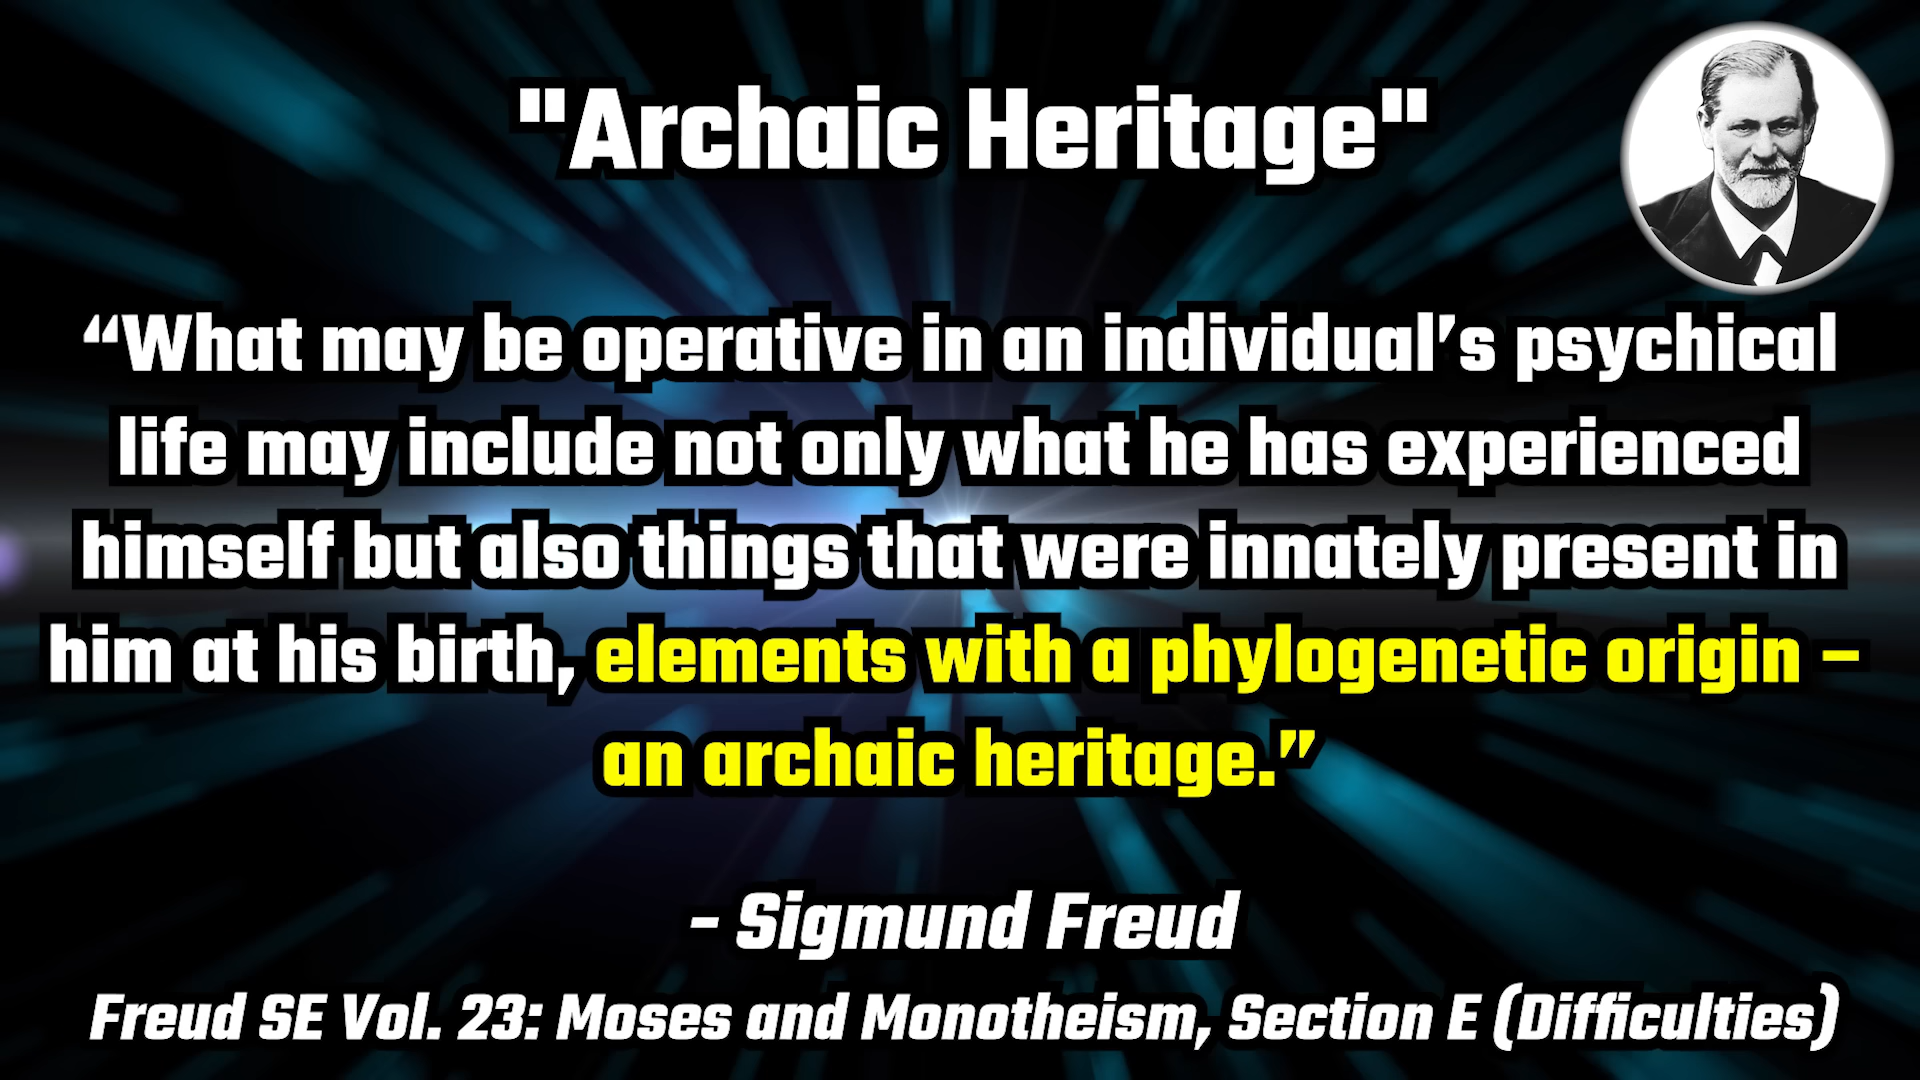 "Archaic Heritage"
“What may be operative in an individual’s psychical
life may include not only what he has experienced
himself but also things that were innately present in
him at his birth, elements with a phylogenetic origin –
an archaic heritage.”
- Sigmund Freud
Freud SE Vol. 23: Moses and Monotheism, Section E (Difficulties)